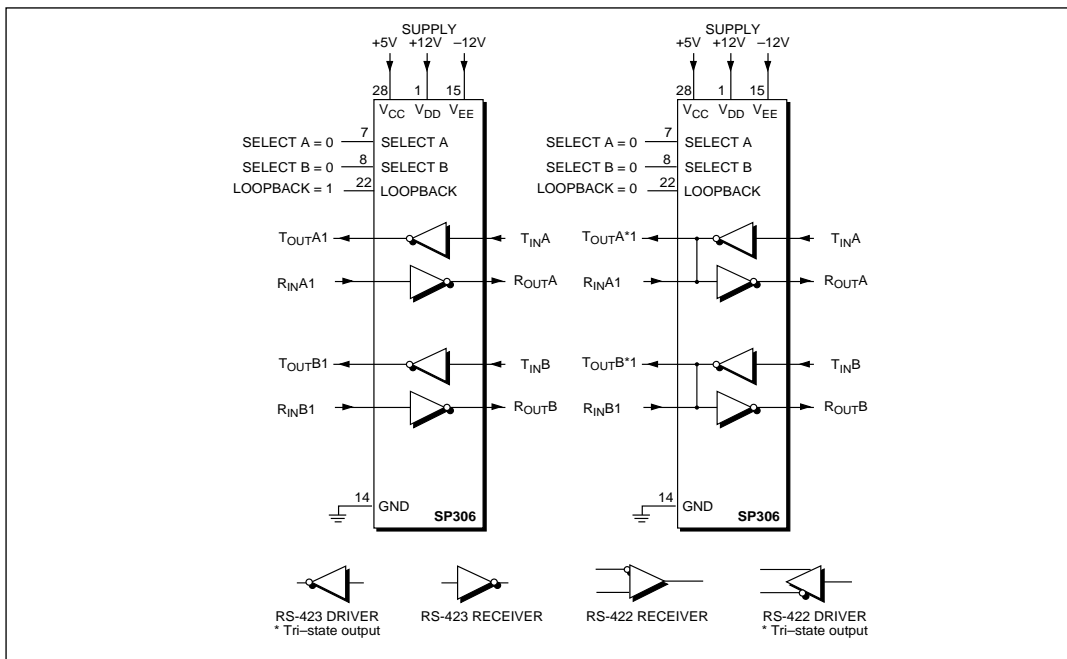 SUPPLY
+5V +12V –12V
28 1 15
VCC VDD VEE
SELECT A = 0 7 SELECT A
SELECT B = 0 8 SELECT B
LOOPBACK = 1 22 LOOPBACK
TOUTA1 TINA
RINA1 ROUTA
TOUTB1 TINB
RINB1 ROUTB
14 GND
SP306
SUPPLY
+5V +12V –12V
28 1 15
VCC VDD VEE
SELECT A = 0 7 SELECT A
SELECT B = 0 8 SELECT B
LOOPBACK = 0 22 LOOPBACK
TOUTA*1 TINA
RINA1 ROUTA
TOUTB*1 TINB
RINB1 ROUTB
14 GND
SP306
RS-423 DRIVER
* Tri–state output
RS-423 RECEIVER
RS-422 RECEIVER
RS-422 DRIVER
* Tri–state output